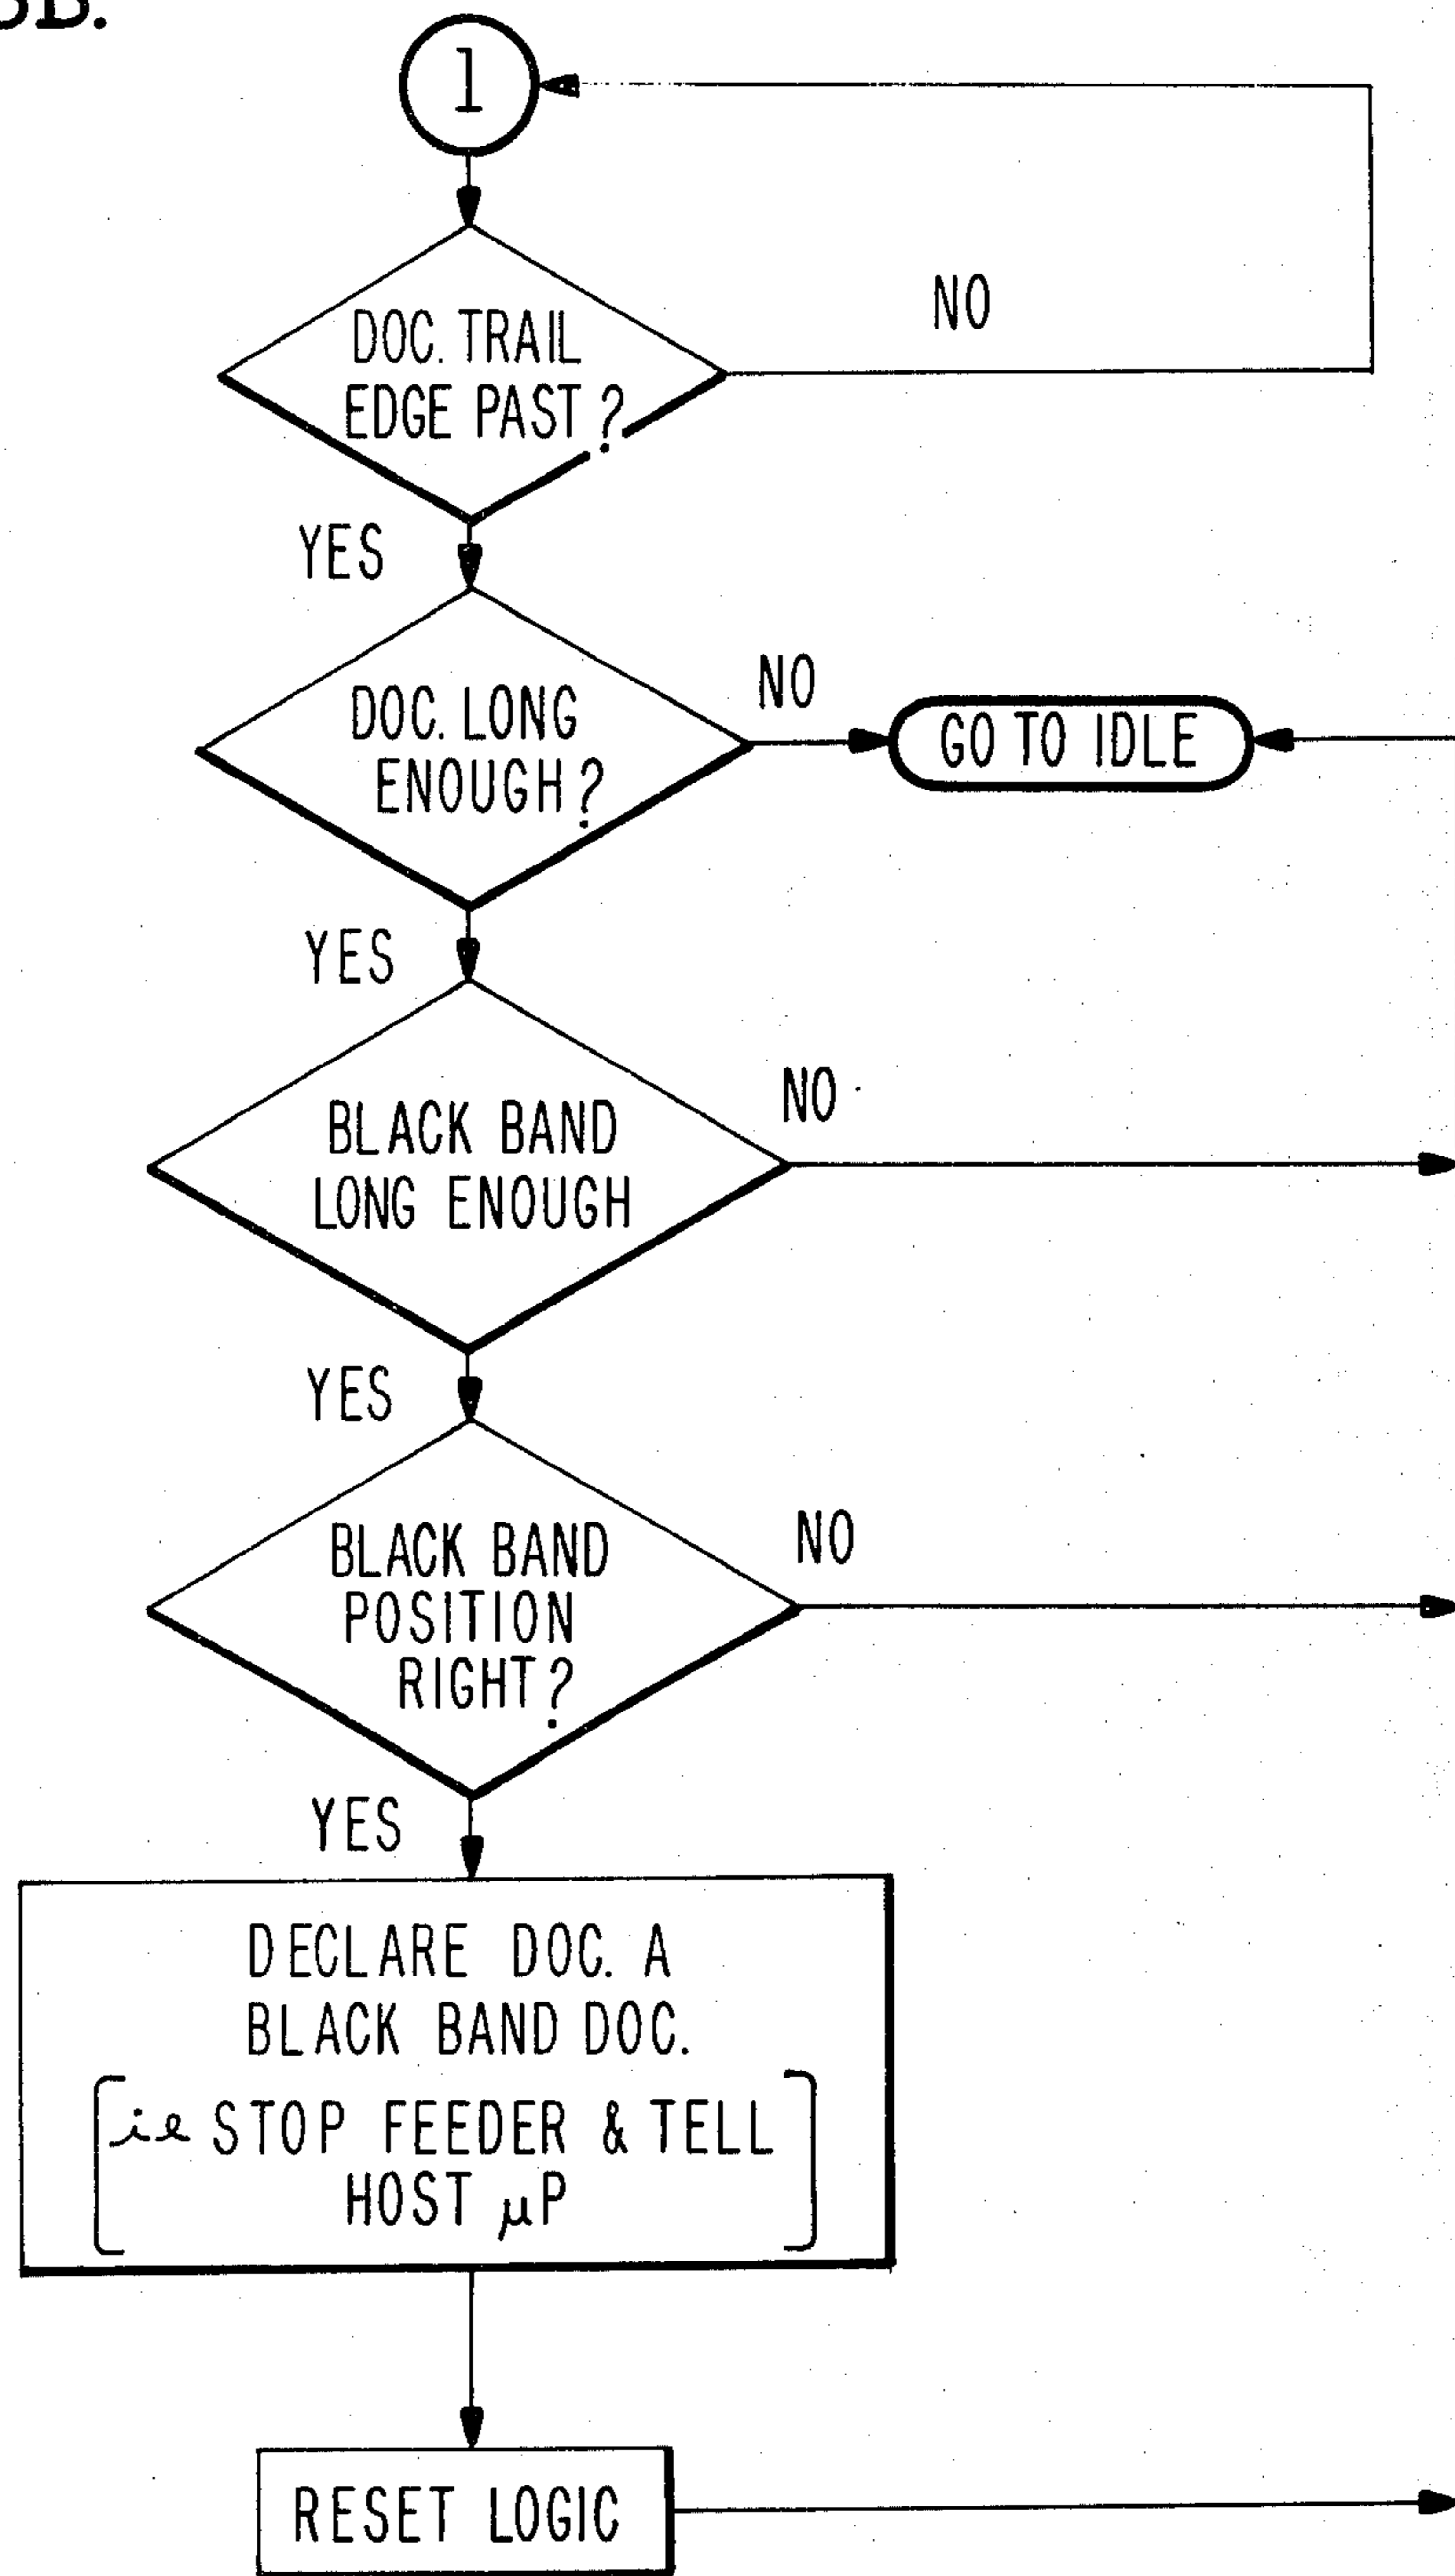 1
DOC. TRAIL
EDGE PAST?
NO
YES
DOC. LONG
ENOUGH?
NO
GO TO IDLE
YES
BLACK BAND
LONG ENOUGH
NO
YES
BLACK BAND
POSITION
RIGHT?
NO
YES
DECLARE DOC. A
BLACK BAND DOC.
[ie STOP FEEDER & TELL
HOST µP]
RESET LOGIC